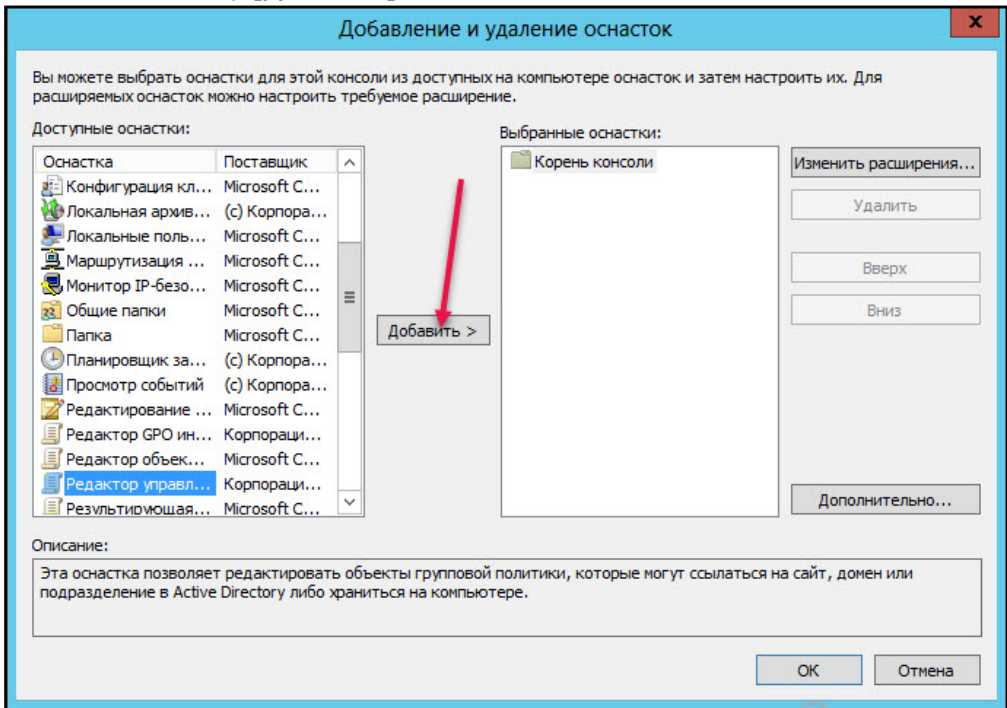 Добавление и удаление оснасток
x
Вы можете выбрать оснастки для этой консоли из доступных на компьютере оснасток и затем настроить их. Для
расширяемых оснасток можно настроить требуемое расширение.
Доступные оснастки:
Выбранные оснастки:
Оснастка Поставщик
Конфигурация кл... Microsoft C...
Локальная архив... (с) Корпора...
Локальные поль... Microsoft C...
Маршрутизация ... Microsoft C...
Монитор IP-безо... Microsoft C...
Общие папки Microsoft C...
Папка Microsoft C...
Планировщик за... (с) Корпора...
Просмотр событий (с) Корпора...
Редактирование ... Microsoft C...
Редактор GPO ин... Корпораци...
Редактор объек... Microsoft C...
Редактор управл... Корпораци...
Результирующая... Microsoft C...
Добавить >
Корень консоли
Изменить расширения...
Удалить
Вверх
Вниз
Дополнительно...
Описание:
Эта оснастка позволяет редактировать объекты групповой политики, которые могут ссылаться на сайт, домен или
подразделение в Active Directory либо храниться на компьютере.
ОК Отмена